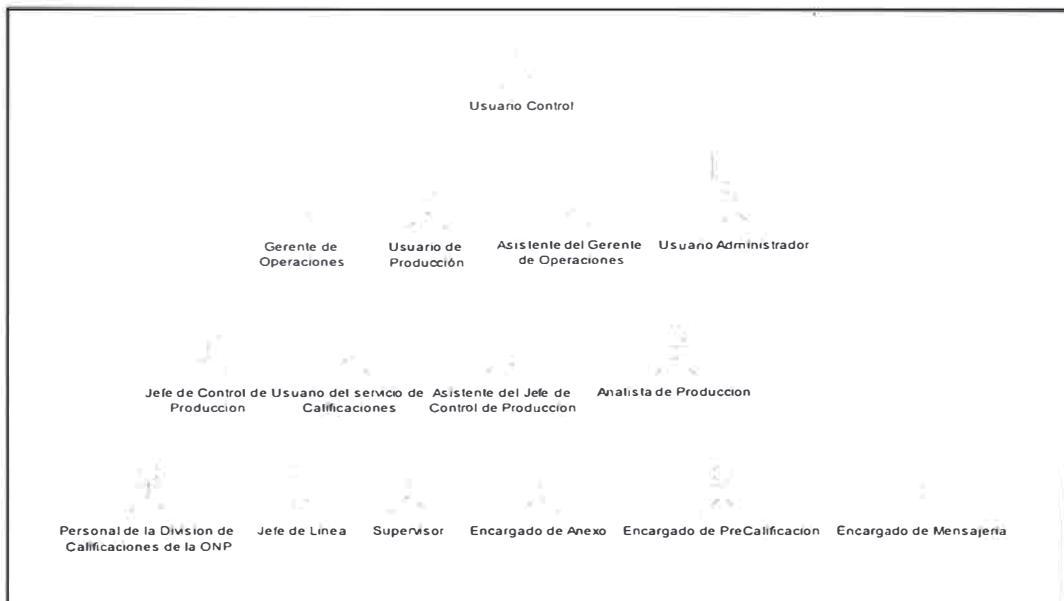 Usuario Control
Gerente de Operaciones
Usuario de Producción
Asistente del Gerente de Operaciones
Usuario Administrador
Jefe de Control de Produccion
Usuario del servicio de Calificaciones
Asistente del Jefe de Control de Produccion
Analista de Produccion
Personal de la Division de Calificaciones de la ONP
Jefe de Linea
Supervisor
Encargado de Anexo
Encargado de PreCalificacion
Encargado de Mensajeria